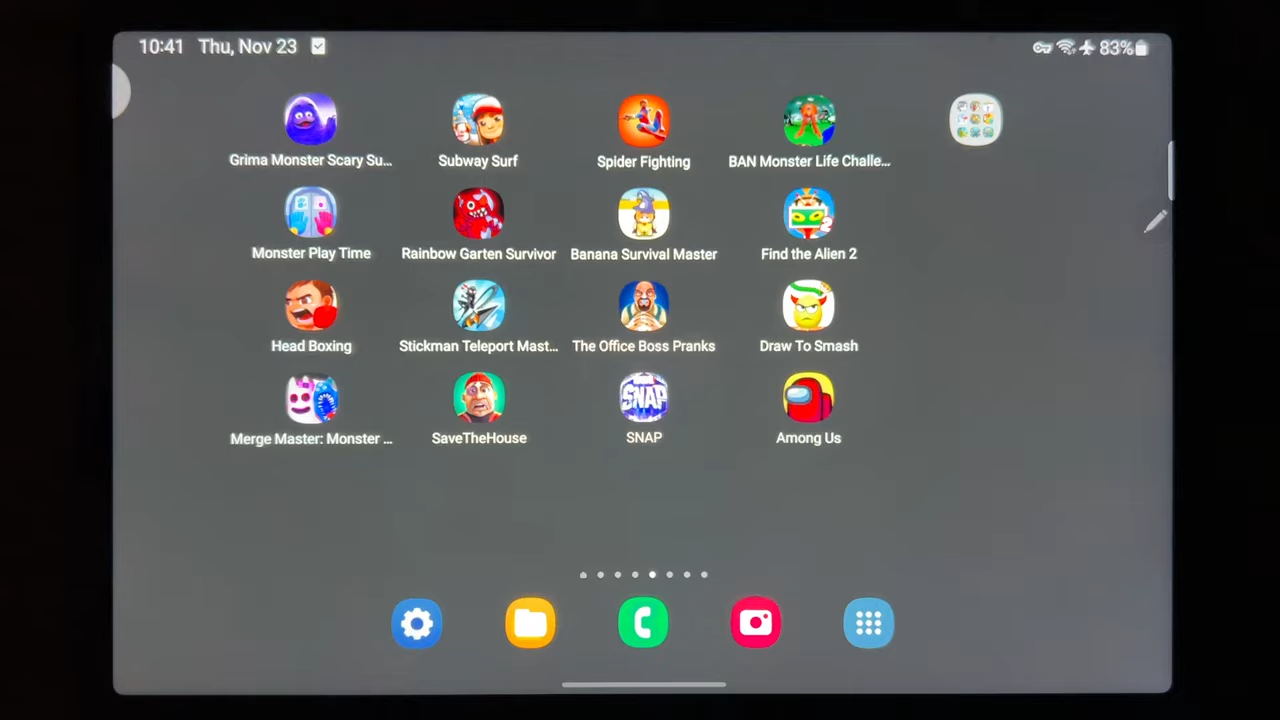 10:41 Thu, Nov 23 83%
Grima Monster Scary Su... Subway Surf Spider Fighting BAN Monster Life Challe...
Monster Play Time Rainbow Garten Survivor Banana Survival Master Find the Alien 2
2
Head Boxing Stickman Teleport Mast... The Office Boss Pranks Draw To Smash
SNAP
Merge Master: Monster ... SaveTheHouse SNAP Among Us